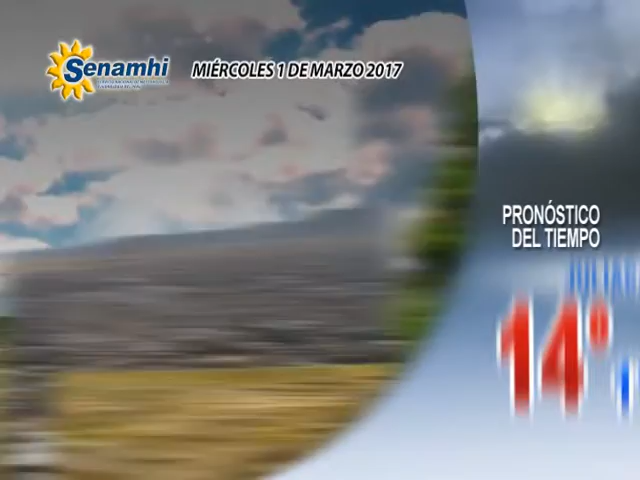 Senamhi
MIÉRCOLES 1 DE MARZO 2017
PRONÓSTICO
DEL TIEMPO
14°